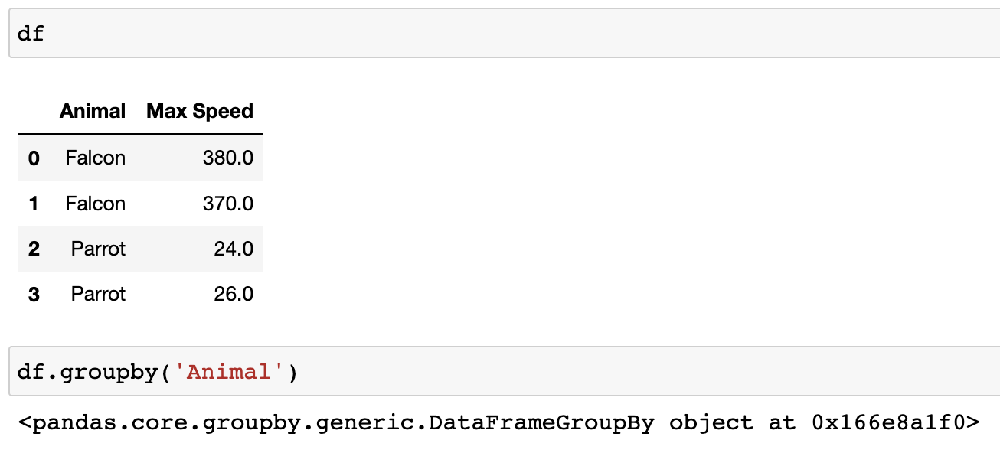 df
Animal Max Speed
0 Falcon 380.0
1 Falcon 370.0
2 Parrot 24.0
3 Parrot 26.0
df.groupby('Animal')
<pandas.core.groupby.generic.DataFrameGroupBy object at 0x166e8a1f0>